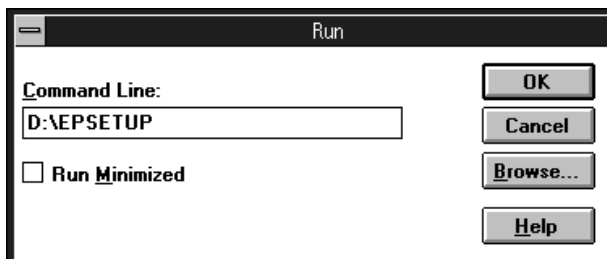 Run
Command Line:
D:\EPSETUP
Run Minimized
OK
Cancel
Browse...
Help